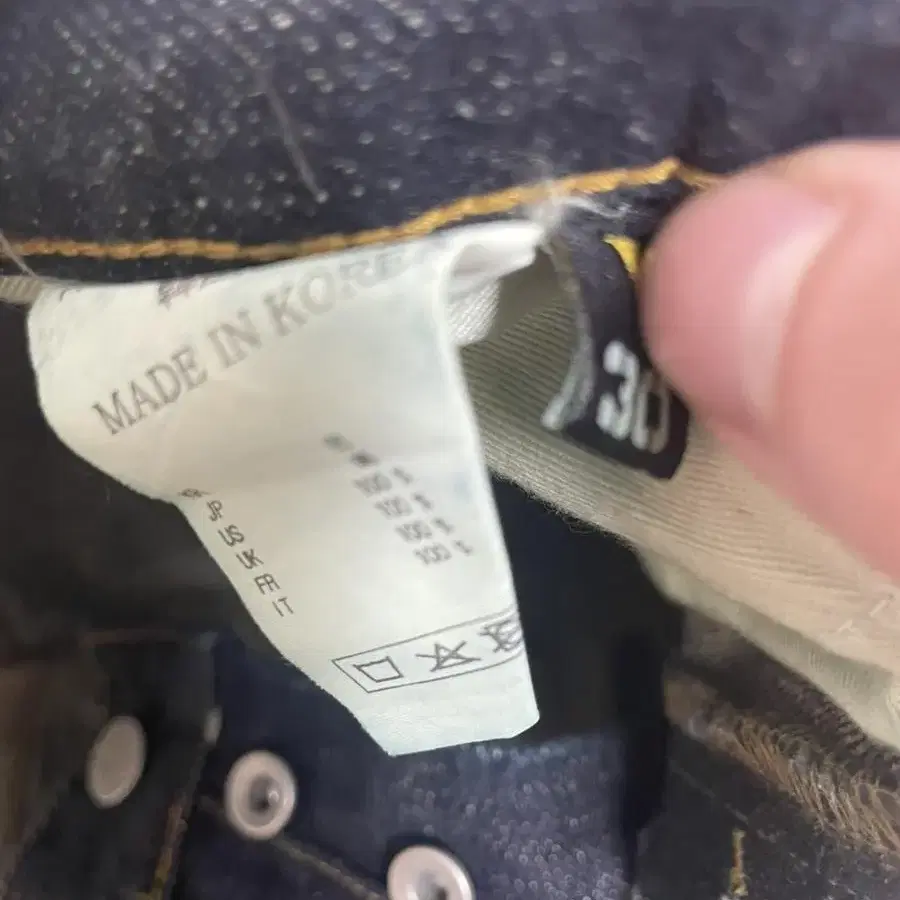 MADE IN KOREA
100 %
100 %
100 %
100 %
JP
US
UK
FR
IT
30